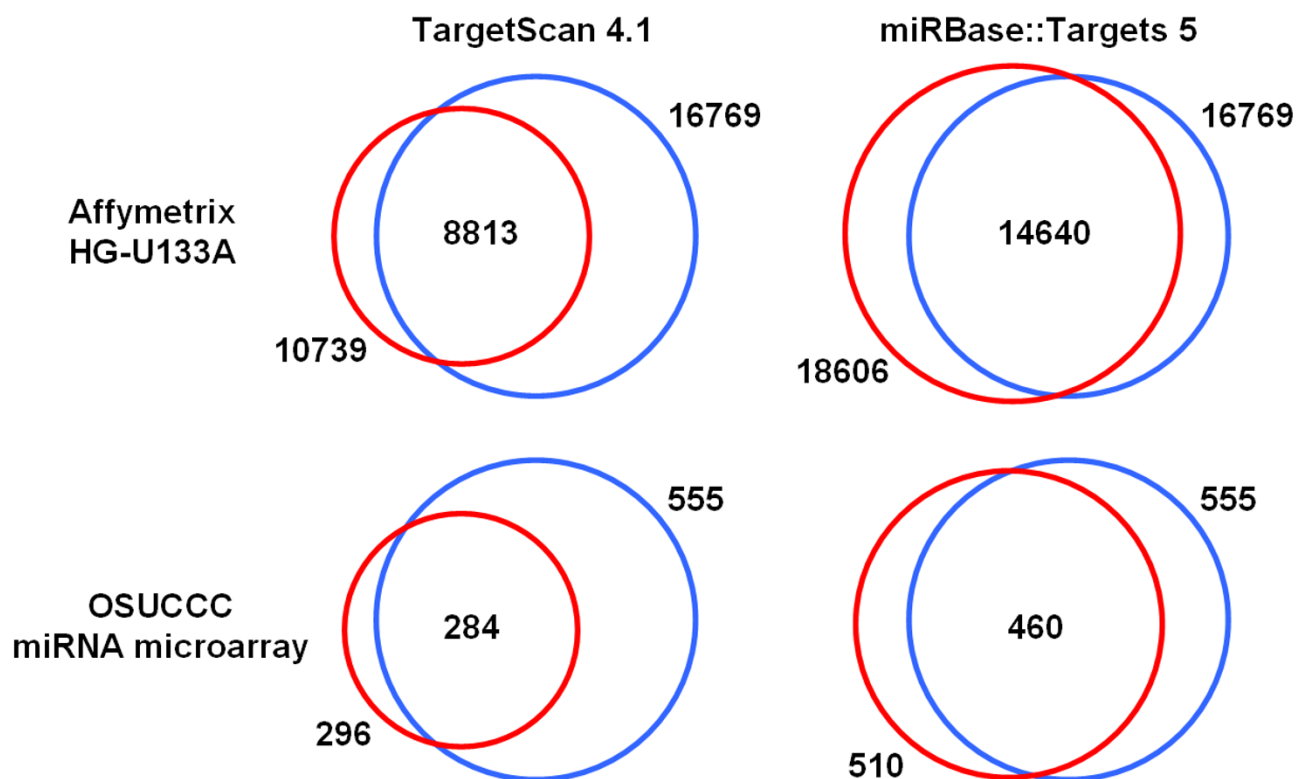 TargetScan 4.1
miRBase::Targets 5
16769
16769
Affymetrix
HG-U133A
8813
14640
10739
18606
555
555
OSUCCC
miRNA microarray
284
460
296
510